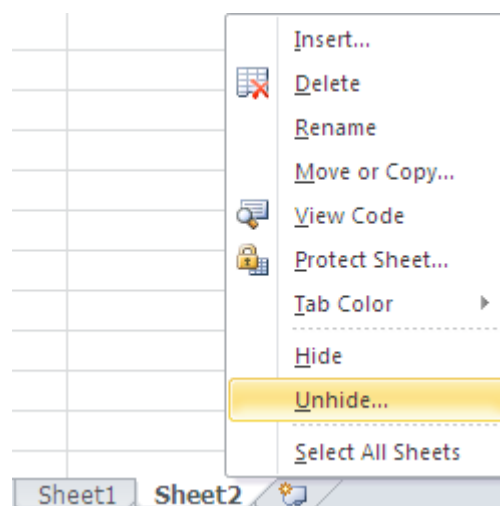 Insert...
Delete
Rename
Move or Copy...
View Code
Protect Sheet...
Tab Color
Hide
Unhide...
Select All Sheets
Sheet1 Sheet2